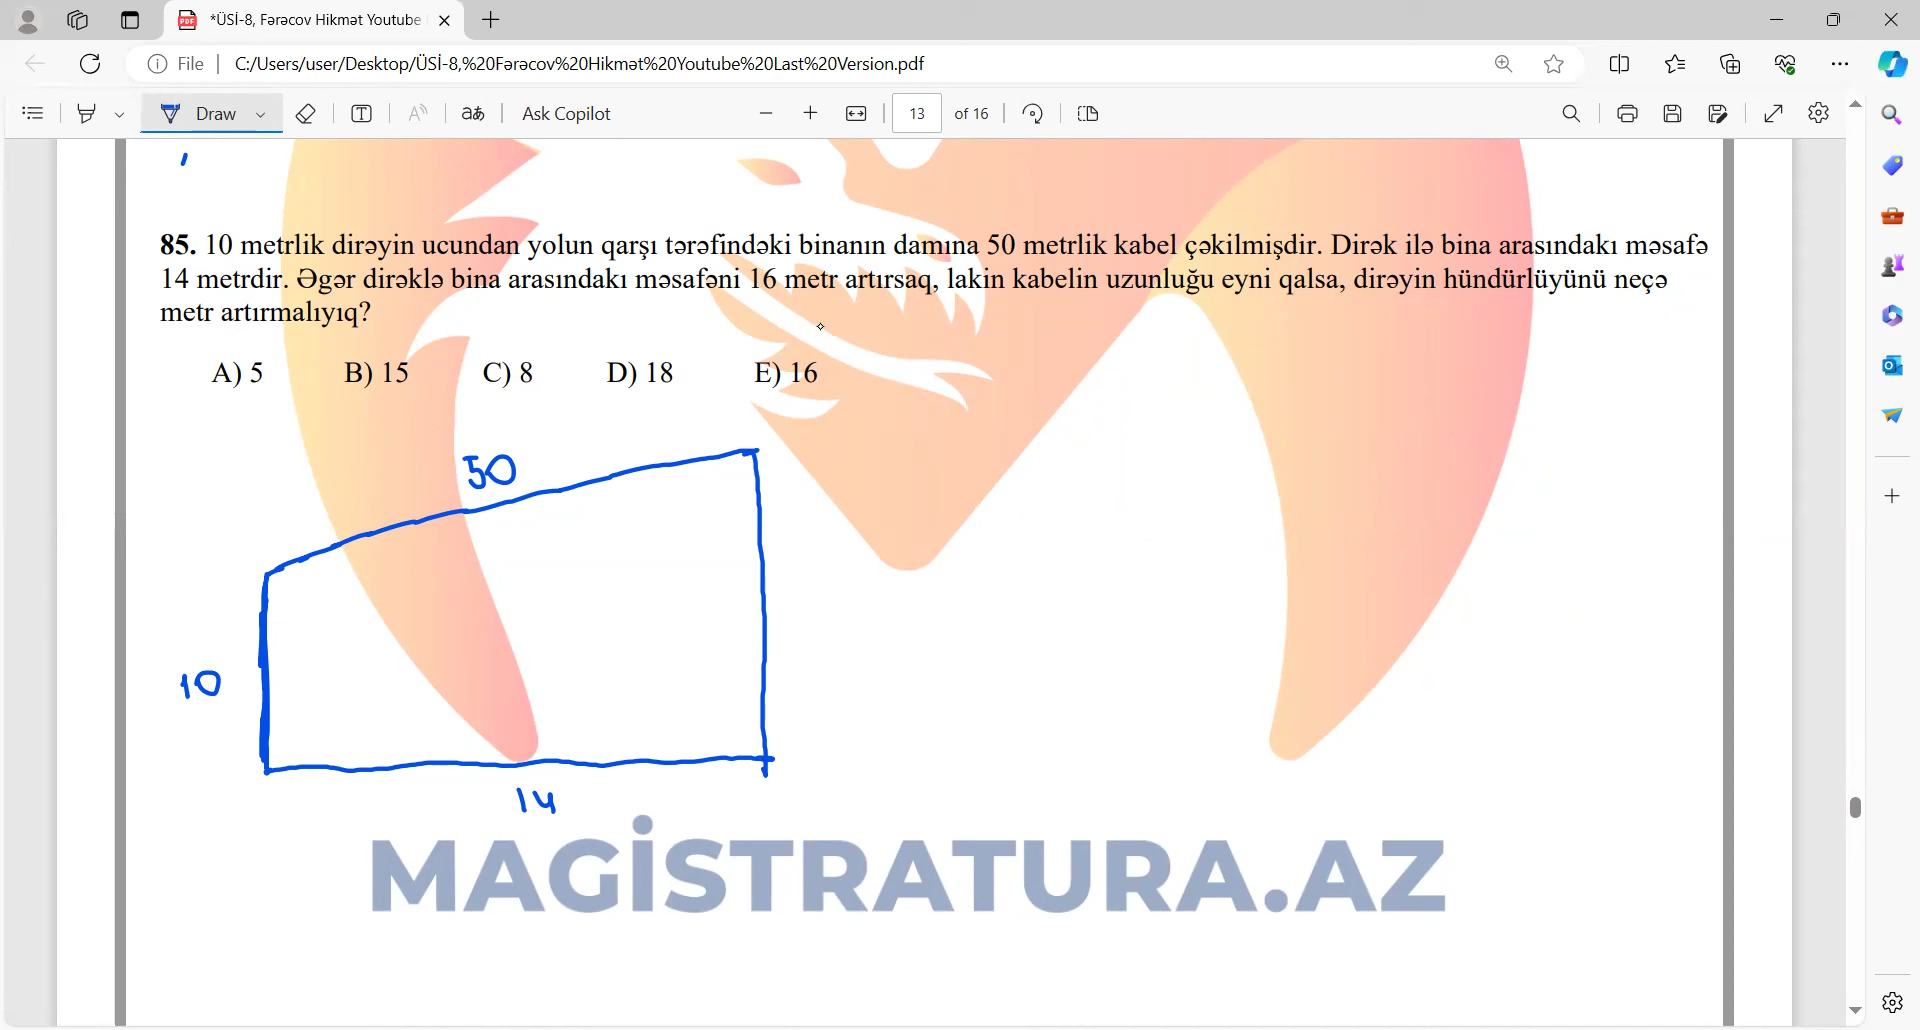 *ÜSİ-8, Fərəcov Hikmət Youtube
File
C:/Users/user/Desktop/ÜSİ-8,%20Fərəcov%20Hikmət%20Youtube%20Last%20Version.pdf
Draw
aあ
Ask Copilot
13 of 16
85. 10 metrlik dirəyin ucundan yolun qarşı tərəfindəki binanın damına 50 metrlik kabel çəkilmişdir. Dirək ilə bina arasındakı məsafə
14 metrdir. Əgər dirəklə bina arasındakı məsafəni 16 metr artırsaq, lakin kabelin uzunluğu eyni qalsa, dirəyin hündürlüyünü neçə
metr artırmalıyıq?
A) 5 B) 15 C) 8 D) 18 E) 16
50
10
14
MAGİSTRATURA.AZ